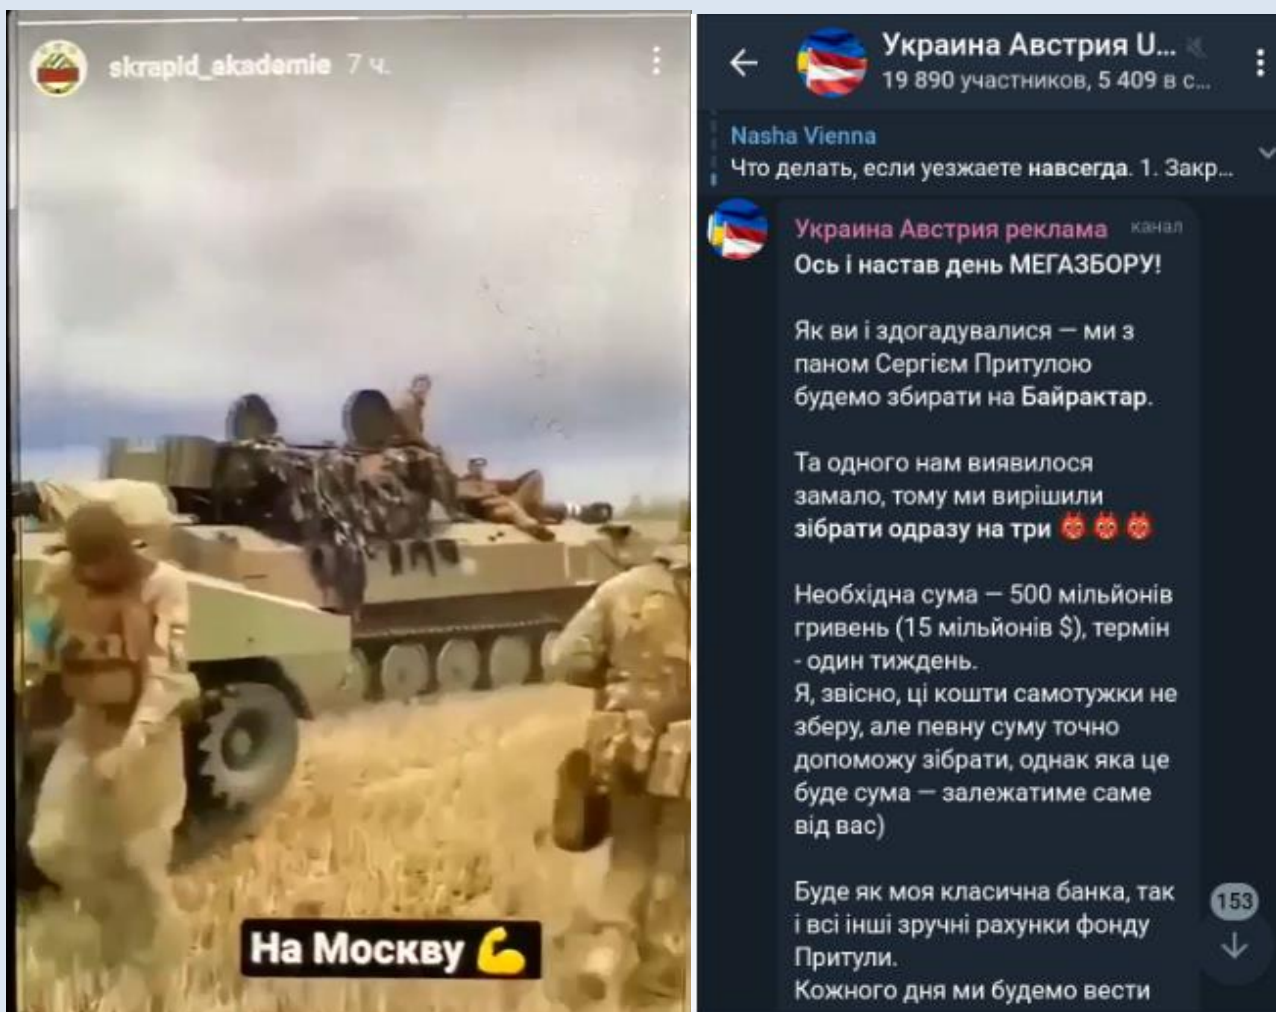 skrapid_akademie 7 ч.
На Москву
Украина Австрия U...
19 890 участников, 5 409 в с...
Nasha Vienna
Что делать, если уезжаете навсегда. 1. Закр...
Украина Австрия реклама канал
Ось і настав день МЕГАЗБОРУ!
Як ви і здогадувалися — ми з
паном Сергієм Притулою
будемо збирати на Байрактар.
Та одного нам виявилося
замало, тому ми вирішили
зібрати одразу на три
Необхідна сума — 500 мільйонів
гривень (15 мільйонів $), термін
- один тиждень.
Я, звісно, ці кошти самотужки не
зберу, але певну суму точно
допоможу зібрати, однак яка це
буде сума — залежатиме саме
від вас)
Буде як моя класична банка, так
і всі інші зручні рахунки фонду
Притули.
Кожного дня ми будемо вести
153